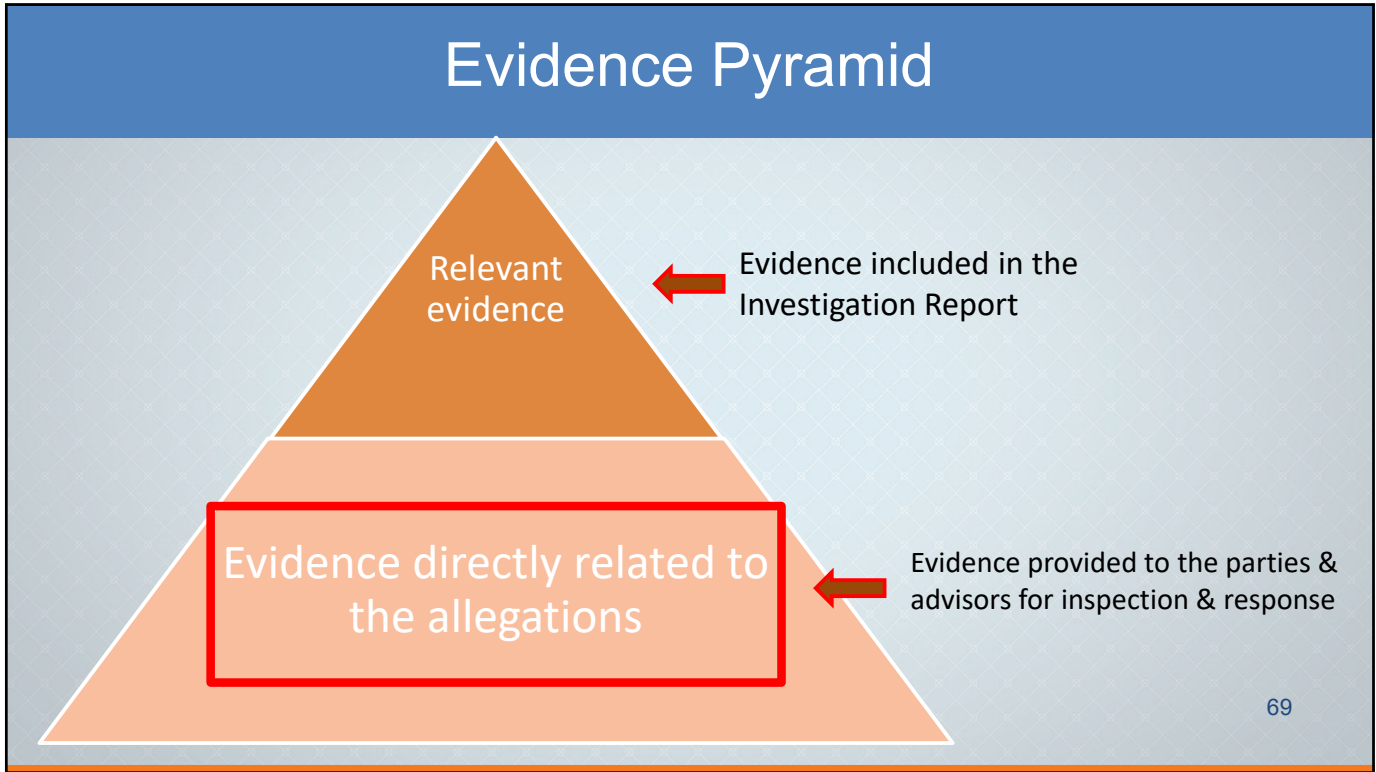 Evidence Pyramid
Relevant
evidence
Evidence included in the
Investigation Report
Evidence directly related to
the allegations
Evidence provided to the parties &
advisors for inspection & response
69